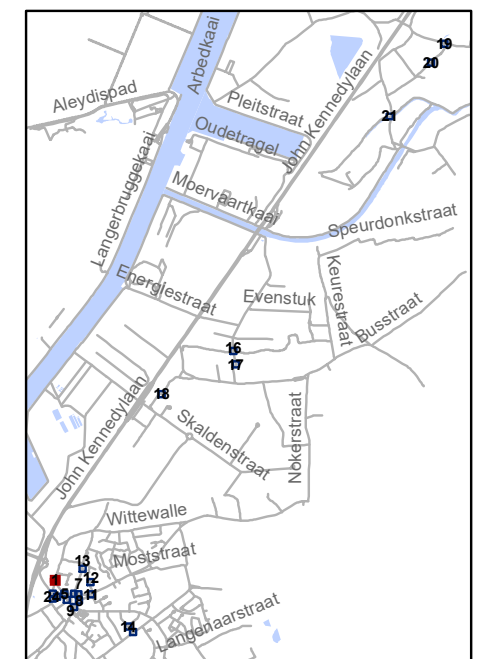 Arbedkaai
19
20
Aleydispad
Pleitstraat
John Kennedylaan
21
Oudetragel
Langerbruggekaai
Moervaartkaai
Speurdonkstraat
Energiestraat
Evenstuk
Keurestraat
Busstraat
16
17
18
John Kennedylaan
Skaldenstraat
Nokerstraat
Wittewalle
Moststraat
13
1
7
12
11
9
14
Langenaarstraat